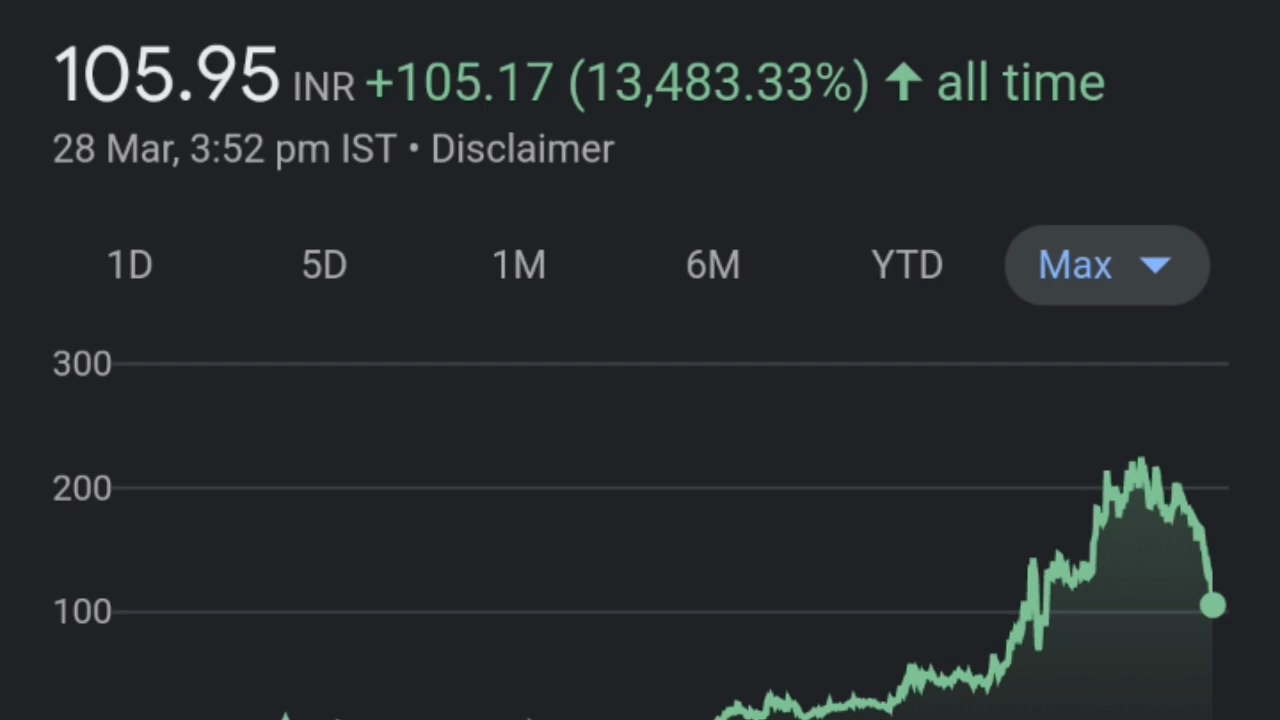 105.95 INR +105.17 (13,483.33%) ↑ all time
28 Mar, 3:52 pm IST • Disclaimer
1D 5D 1M 6M YTD Max
300
200
100